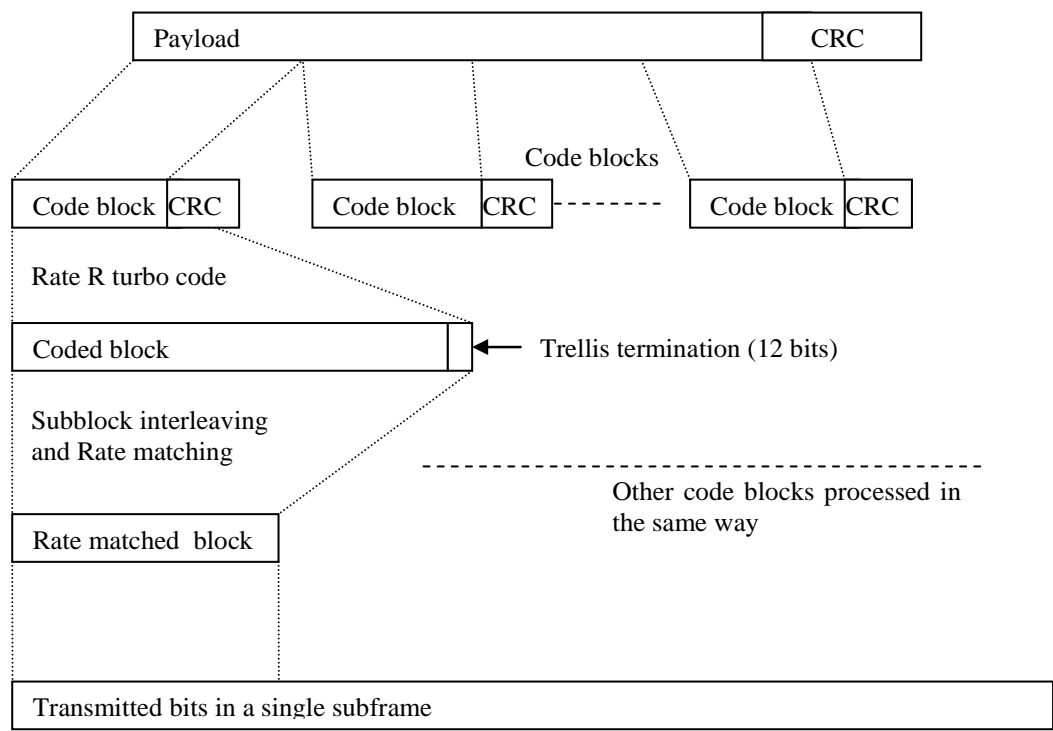 Payload CRC
Code blocks
Code block CRC Code block CRC Code block CRC
Rate R turbo code
Coded block
Trellis termination (12 bits)
Subblock interleaving
and Rate matching
Other code blocks processed in
the same way
Rate matched block
Transmitted bits in a single subframe